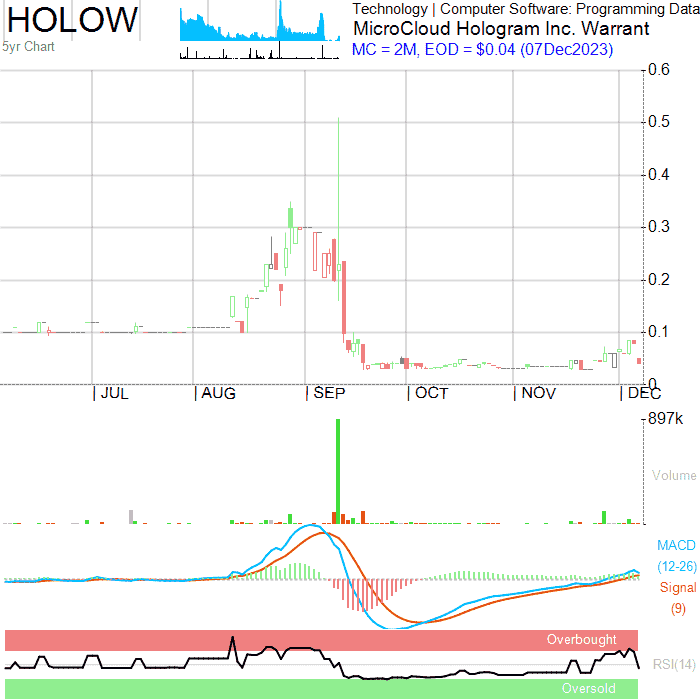 HOLOW
5yr Chart
Technology | Computer Software: Programming Data
MicroCloud Hologram Inc. Warrant
MC = 2M, EOD = $0.04 (07Dec2023)
0.6
0.5
0.4
0.3
0.2
0.1
0
| JUL | AUG | SEP | OCT | NOV | DEC
897k
Volume
MACD
(12-26)
Signal
(9)
Overbought
RSI(14)
Oversold